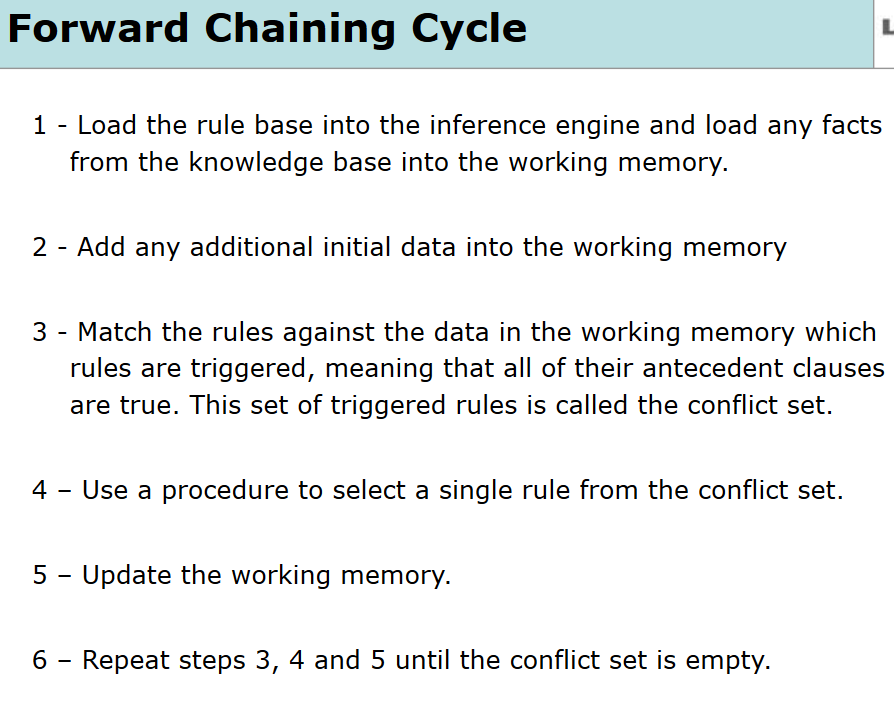 Forward Chaining Cycle
1 - Load the rule base into the inference engine and load any facts
from the knowledge base into the working memory.
2 - Add any additional initial data into the working memory
3 - Match the rules against the data in the working memory which
rules are triggered, meaning that all of their antecedent clauses
are true. This set of triggered rules is called the conflict set.
4 – Use a procedure to select a single rule from the conflict set.
5 – Update the working memory.
6 – Repeat steps 3, 4 and 5 until the conflict set is empty.